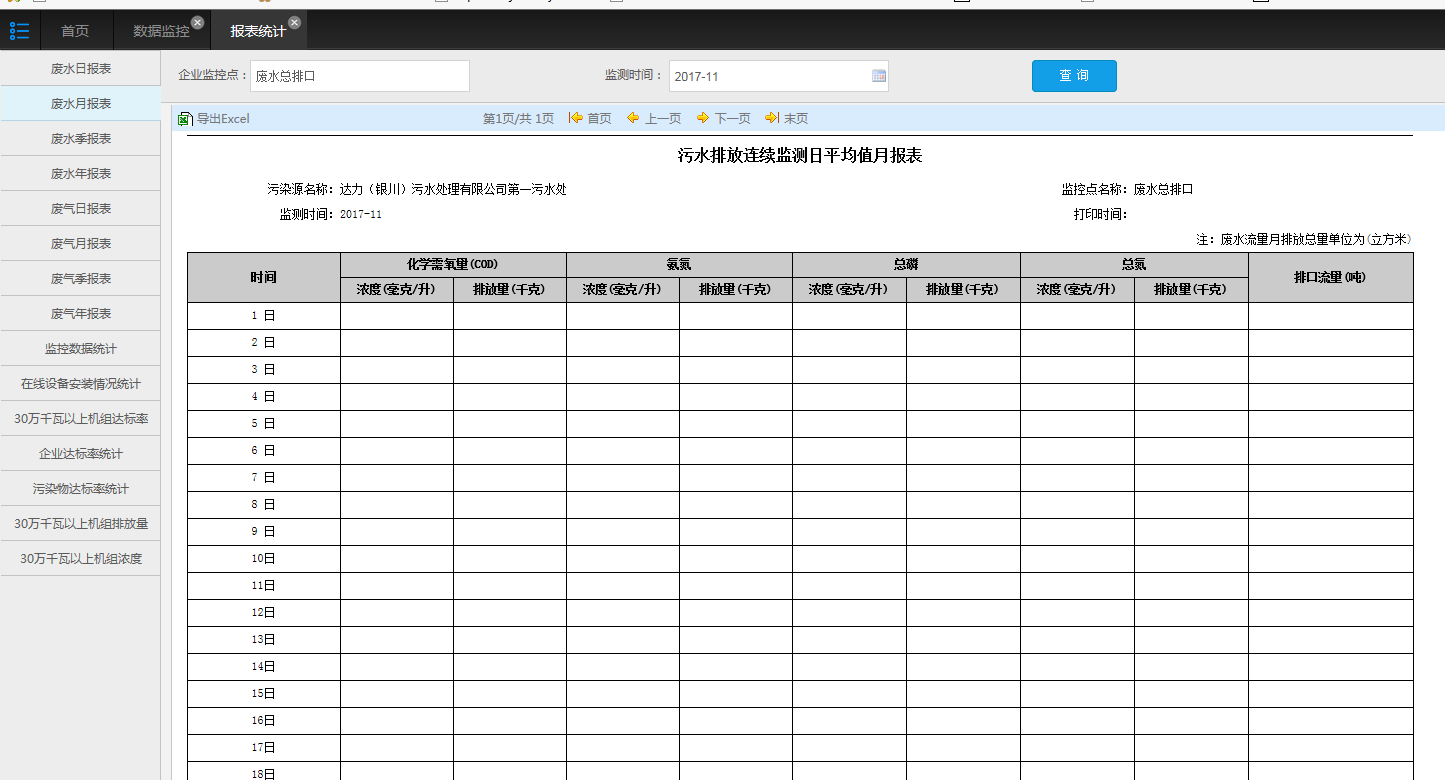 首页
数据监控
报表统计
废水日报表
废水月报表
废水季报表
废水年报表
废气日报表
废气月报表
废气季报表
废气年报表
监控数据统计
在线设备安装情况统计
30万千瓦以上机组达标率
企业达标率统计
污染物达标率统计
30万千瓦以上机组排放量
30万千瓦以上机组浓度
企业监控点： 废水总排口 监测时间： 2017-11 查 询
导出Excel 第1页/共 1页 首页 上一页 下一页 末页
污水排放连续监测日平均值月报表
污染源名称：达力（银川）污水处理有限公司第一污水处 监控点名称：废水总排口
监测时间：2017-11 打印时间：
注：废水流量月排放总量单位为(立方米)
时间 化学需氧量(COD) 氨氮 总磷 总氮 排口流量(吨)
浓度(毫克/升) 排放量(千克) 浓度(毫克/升) 排放量(千克) 浓度(毫克/升) 排放量(千克) 浓度(毫克/升) 排放量(千克)
1 日
2 日
3 日
4 日
5 日
6 日
7 日
8 日
9 日
10日
11日
12日
13日
14日
15日
16日
17日
18日